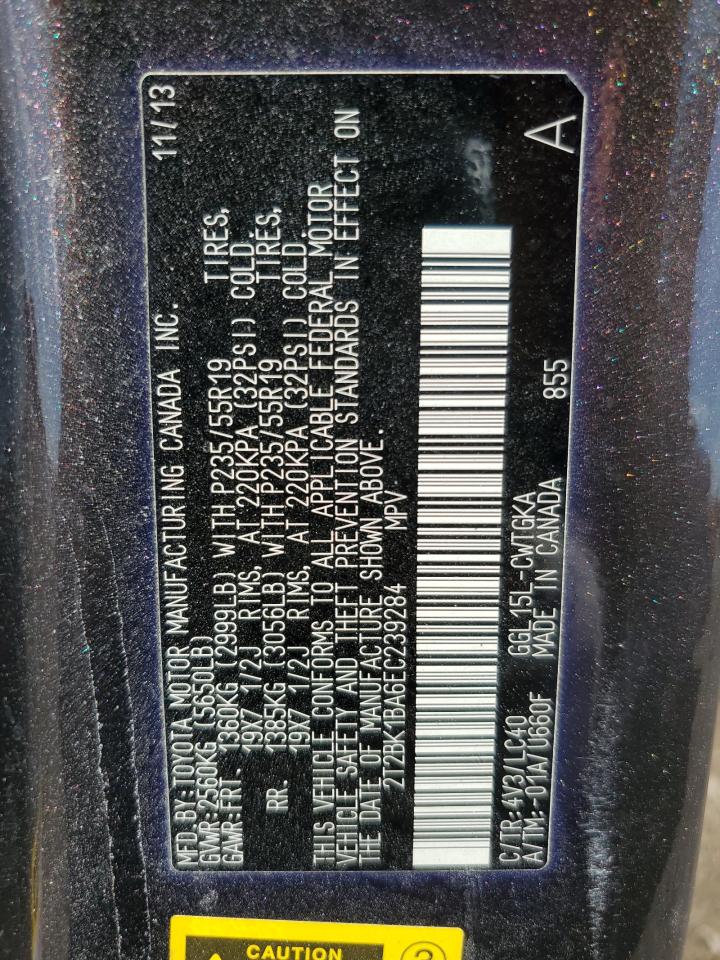 MFD. BY: TOYOTA MOTOR MANUFACTURING CANADA INC. 11/13
GVWR: 2560KG (5650LB)
GAWR: FRT. 1360KG (2999LB) WITH P235/55R19 TIRES,
19X7 1/2J RIMS, AT 220KPA (32PSI) COLD.
RR. 1385KG (3056LB) WITH P235/55R19 TIRES,
19X7 1/2J RIMS, AT 220KPA (32PSI) COLD.
THIS VEHICLE CONFORMS TO ALL APPLICABLE FEDERAL MOTOR
VEHICLE SAFETY AND THEFT PREVENTION STANDARDS IN EFFECT ON
THE DATE OF MANUFACTURE SHOWN ABOVE.
2T2BK1BA6EC239284 MPV
C/TR: 4V3/LC40 GGL15L-CWTGKA 855 A
A/TM: -01A/U660F MADE IN CANADA
CAUTION